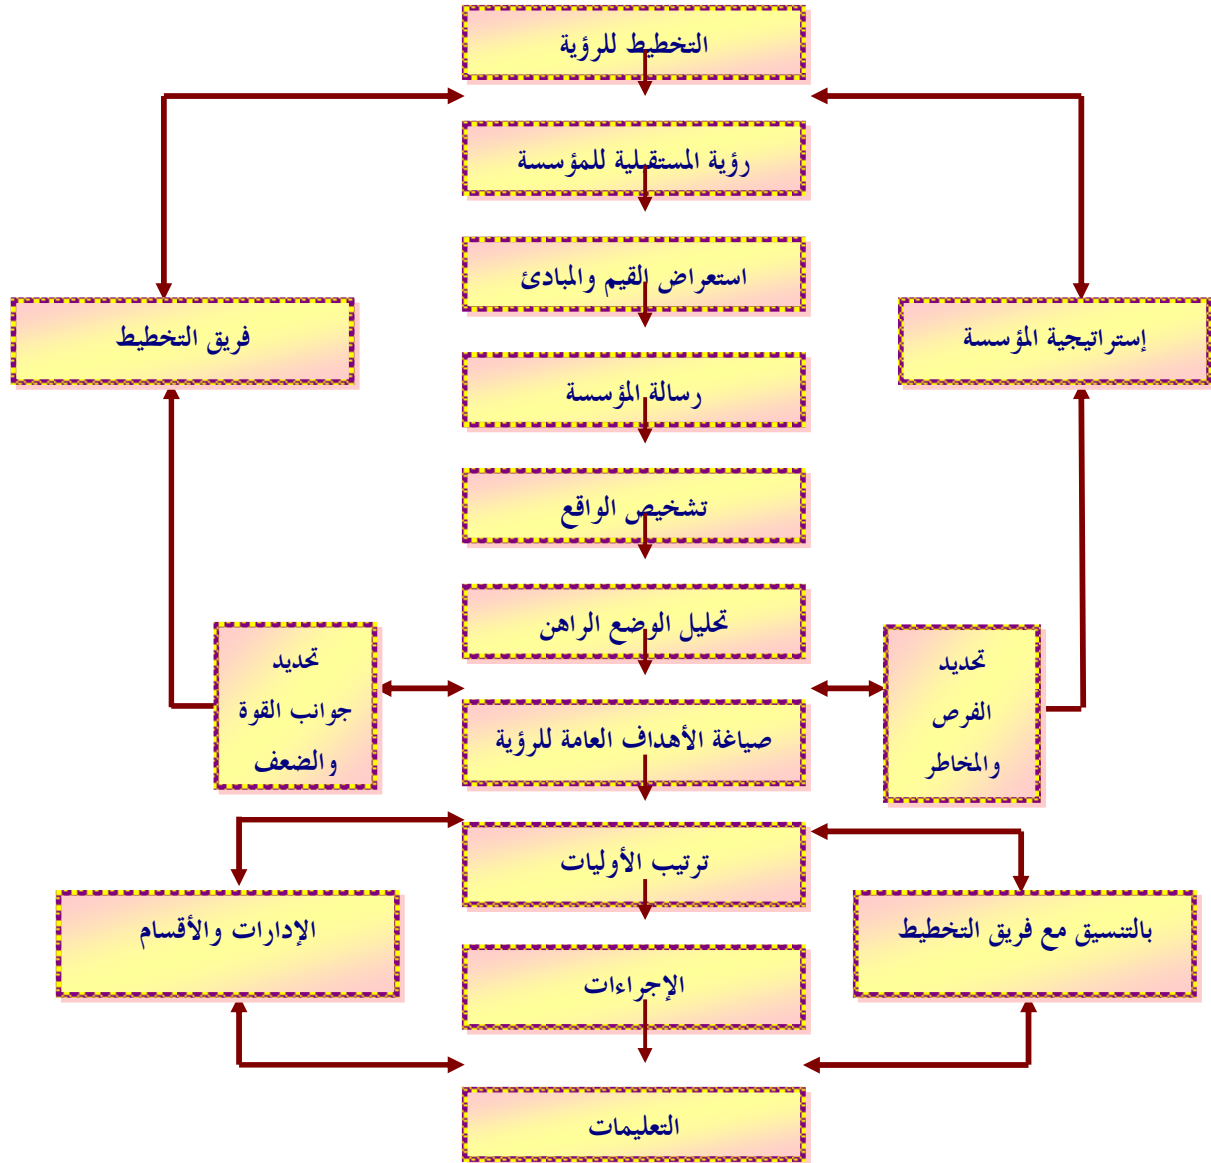 التخطيط للرؤية
رؤية المستقبلية للمؤسسة
استعراض القيم والمبادئ
إستراتيجية المؤسسة
فريق التخطيط
رسالة المؤسسة
تشخيص الواقع
تحليل الوضع الراهن
تحديد
الفرص
والمخاطر
تحديد
جوانب القوة
والضعف
صياغة الأهداف العامة للرؤية
ترتيب الأوليات
بالتنسيق مع فريق التخطيط
الإدارات والأقسام
الإجراءات
التعليمات